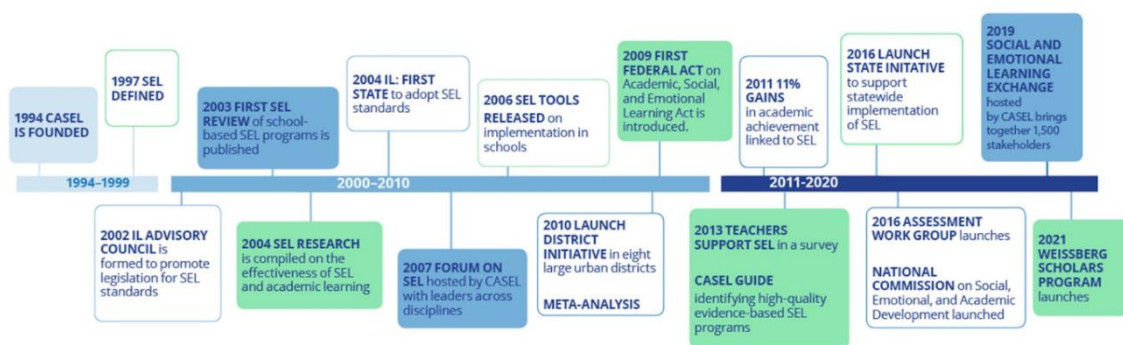 1994 CASEL
IS FOUNDED
1997 SEL
DEFINED
2003 FIRST SEL
REVIEW of school-
based SEL programs is
published
2004 IL: FIRST
STATE to adopt SEL
standards
2006 SEL TOOLS
RELEASED on
implementation in
schools
2009 FIRST
FEDERAL ACT on
Academic, Social,
and Emotional
Learning Act is
introduced.
2011 11%
GAINS
in academic
achievement
linked to SEL
2016 LAUNCH
STATE INITIATIVE
to support
statewide
implementation
of SEL
2019
SOCIAL AND
EMOTIONAL
LEARNING
EXCHANGE
hosted
by CASEL brings
together 1,500
stakeholders
1994–1999
2000–2010
2011-2020
2002 IL ADVISORY
COUNCIL is
formed to promote
legislation for SEL
standards
2004 SEL RESEARCH
is compiled on the
effectiveness of SEL
and academic learning
2007 FORUM ON
SEL hosted by CASEL
with leaders across
disciplines
2010 LAUNCH
DISTRICT
INITIATIVE in eight
large urban districts
META-ANALYSIS
2013 TEACHERS
SUPPORT SEL in a survey
CASEL GUIDE
identifying high-quality
evidence-based SEL
programs
2016 ASSESSMENT
WORK GROUP launches
NATIONAL
COMMISSION on Social,
Emotional, and Academic
Development launched
2021
WEISSBERG
SCHOLARS
PROGRAM
launches